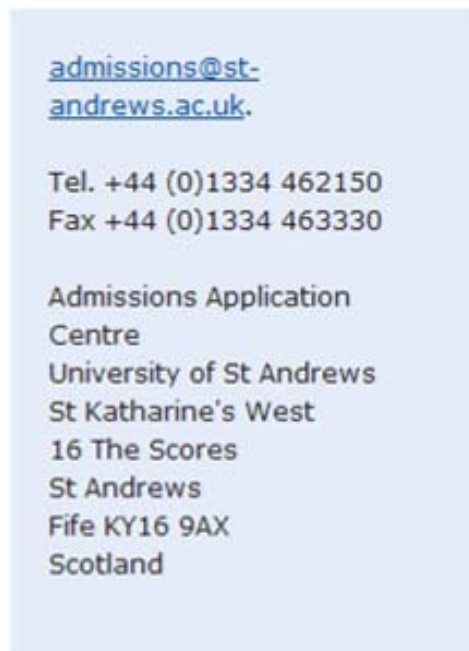 admissions@st-
andrews.ac.uk.
Tel. +44 (0)1334 462150
Fax +44 (0)1334 463330
Admissions Application
Centre
University of St Andrews
St Katharine's West
16 The Scores
St Andrews
Fife KY16 9AX
Scotland